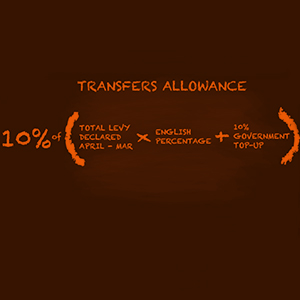 TRANSFERS ALLOWANCE
10% of
( TOTAL LEVY
DECLARED
APRIL - MAR
×
ENGLISH
PERCENTAGE
+
10%
GOVERNMENT
TOP-UP )